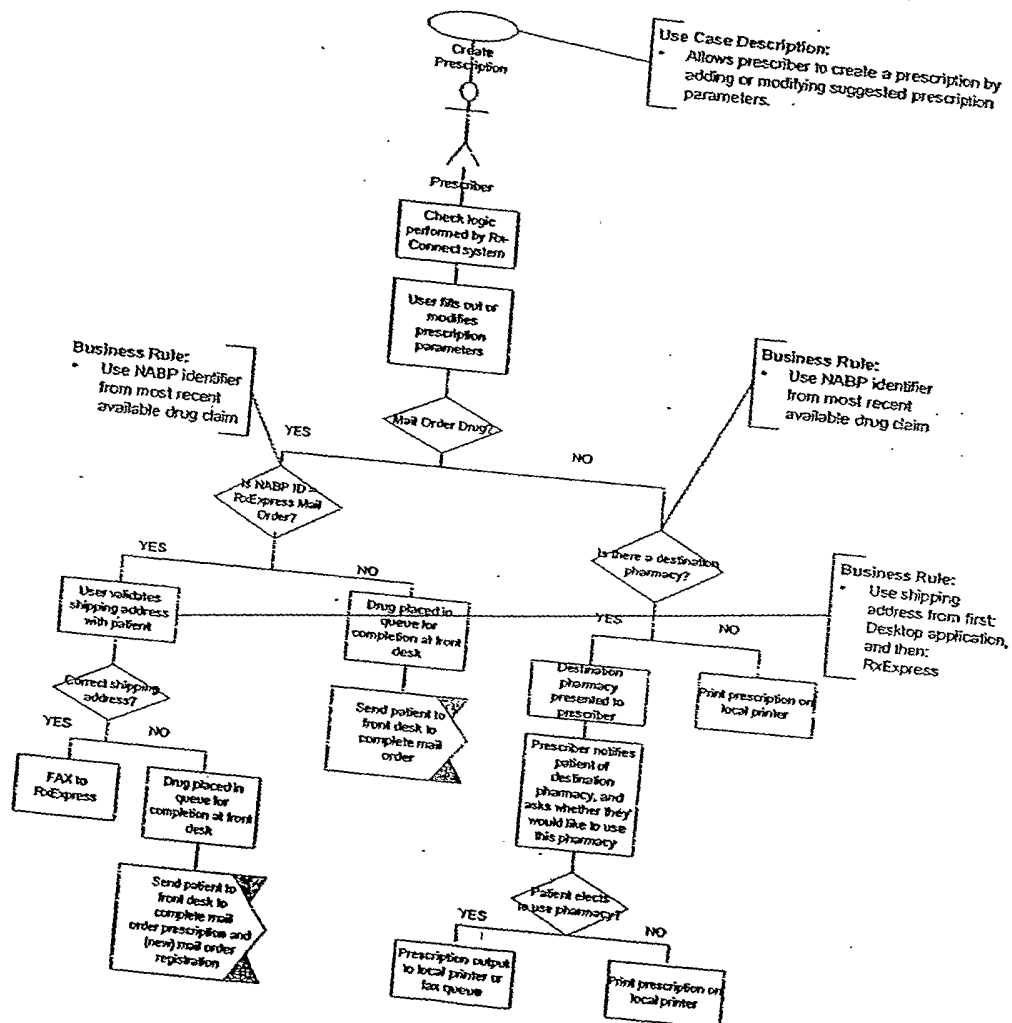 Create
Prescription
Use Case Description:
• Allows prescriber to create a prescription by
adding or modifying suggested prescription
parameters.
Prescriber
Check logic
performed by Rx-
Connect system
User fills out or
modifies
prescription
parameters
Business Rule:
• Use NABP identifier
from most recent
available drug claim
Business Rule:
• Use NABP identifier
from most recent
available drug claim
Mail Order Drug?
YES
NO
Is NABP ID =
RxExpress Mail
Order?
Is there a destination
pharmacy?
YES
NO
Business Rule:
• Use shipping
address from first:
Desktop application,
and then:
RxExpress
User validates
shipping address
with patient
Drug placed in
queue for
completion at front
desk
YES
NO
Correct shipping
address?
Send patient to
front desk to
complete mail
order
Destination
pharmacy
presented to
prescriber
Print prescription on
local printer
YES
NO
FAX to
RxExpress
Drug placed in
queue for
completion at front
desk
Prescriber notifies
patient of
destination
pharmacy, and
asks whether they
would like to use
this pharmacy
Send patient to
front desk to
complete mail
order prescription and
(new) mail order
registration
Patient elects
to use pharmacy?
YES
NO
Prescription output
to local printer or
fax queue
Print prescription on
local printer